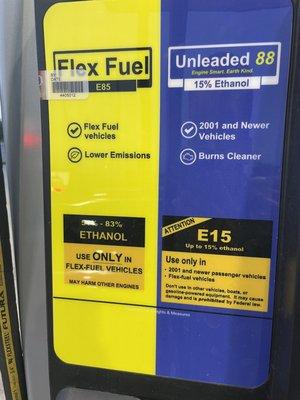 Flex Fuel
E85
4405012
Flex Fuel
vehicles
Lower Emissions
- 83%
ETHANOL
USE ONLY IN
FLEX-FUEL VEHICLES
MAY HARM OTHER ENGINES
Unleaded 88
Engine Smart. Earth Kind.
15% Ethanol
2001 and Newer
Vehicles
Burns Cleaner
ATTENTION
E15
Up to 15% ethanol
Use only in
· 2001 and newer passenger vehicles
· Flex-fuel vehicles
Don't use in other vehicles, boats, or
gasoline-powered equipment. It may cause
damage and is prohibited by Federal law.
Weights & Measures